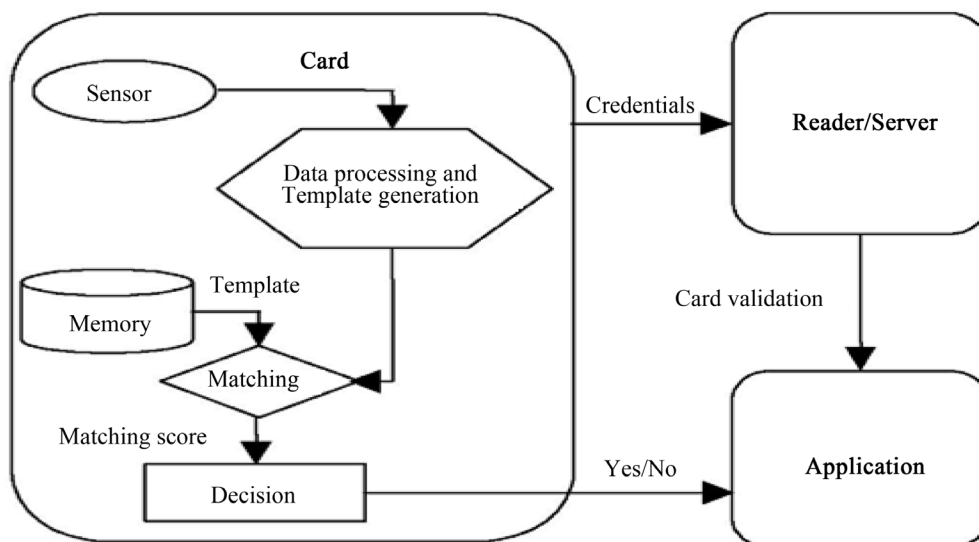 Card
Sensor
Data processing and
Template generation
Template
Memory
Matching
Matching score
Decision
Credentials
Reader/Server
Card validation
Yes/No
Application